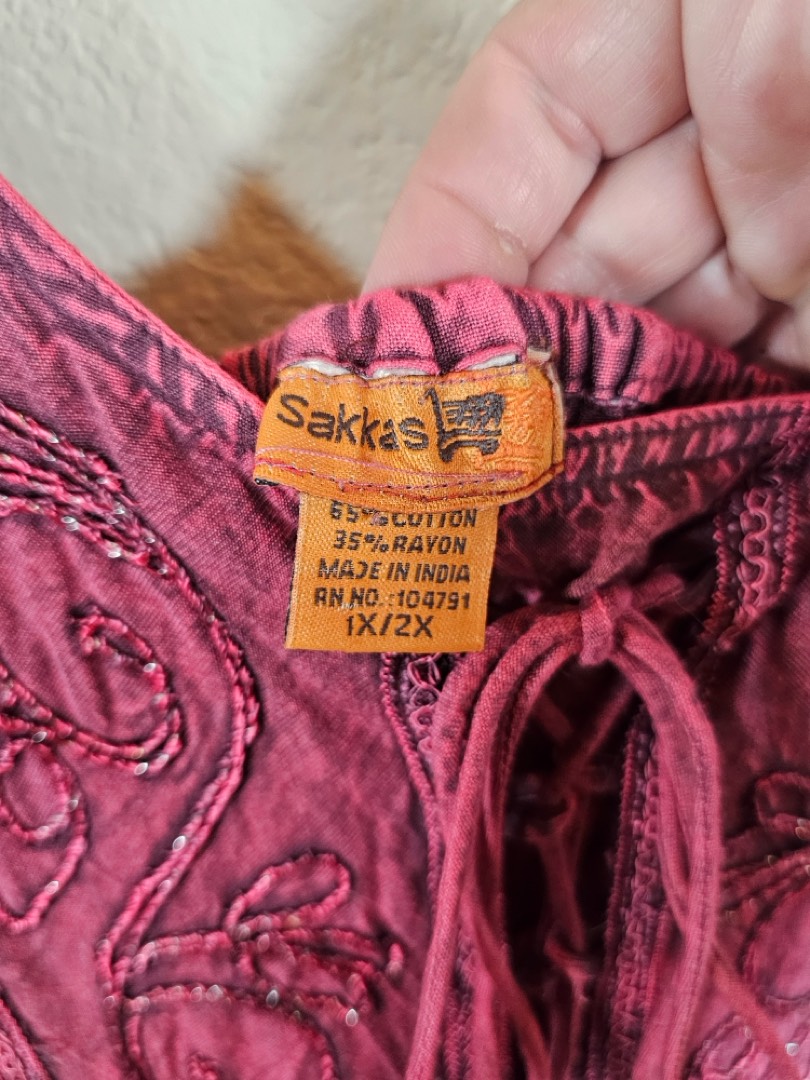 Sakkas
65% COTTON
35% RAYON
MADE IN INDIA
RN NO. :104791
1X/2X